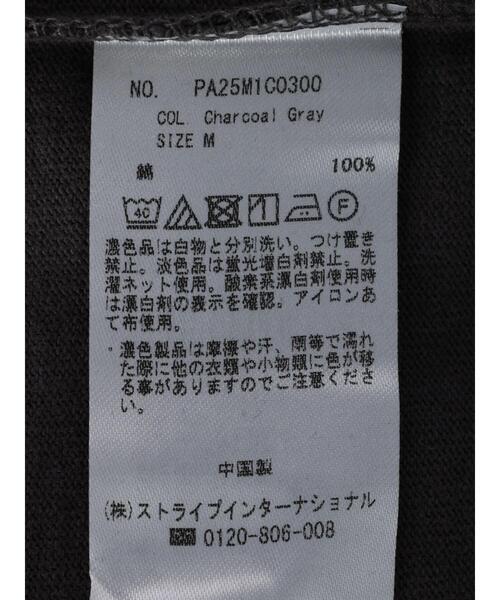 NO. PA25M1C0300
COL. Charcoal Gray
SIZE M
綿 100%
40 F
濃色品は白物と分別洗い。つけ置き
禁止。淡色品は蛍光増白剤禁止。洗
濯ネット使用。酸素系漂白剤使用時
は漂白剤の表示を確認。アイロンあ
て布使用。
・濃色製品は摩擦や汗、雨等で濡れ
た際に他の衣類や小物類に色が移
る事がありますのでご注意くださ
い。
中国製
(株)ストライプインターナショナル
0120-806-008